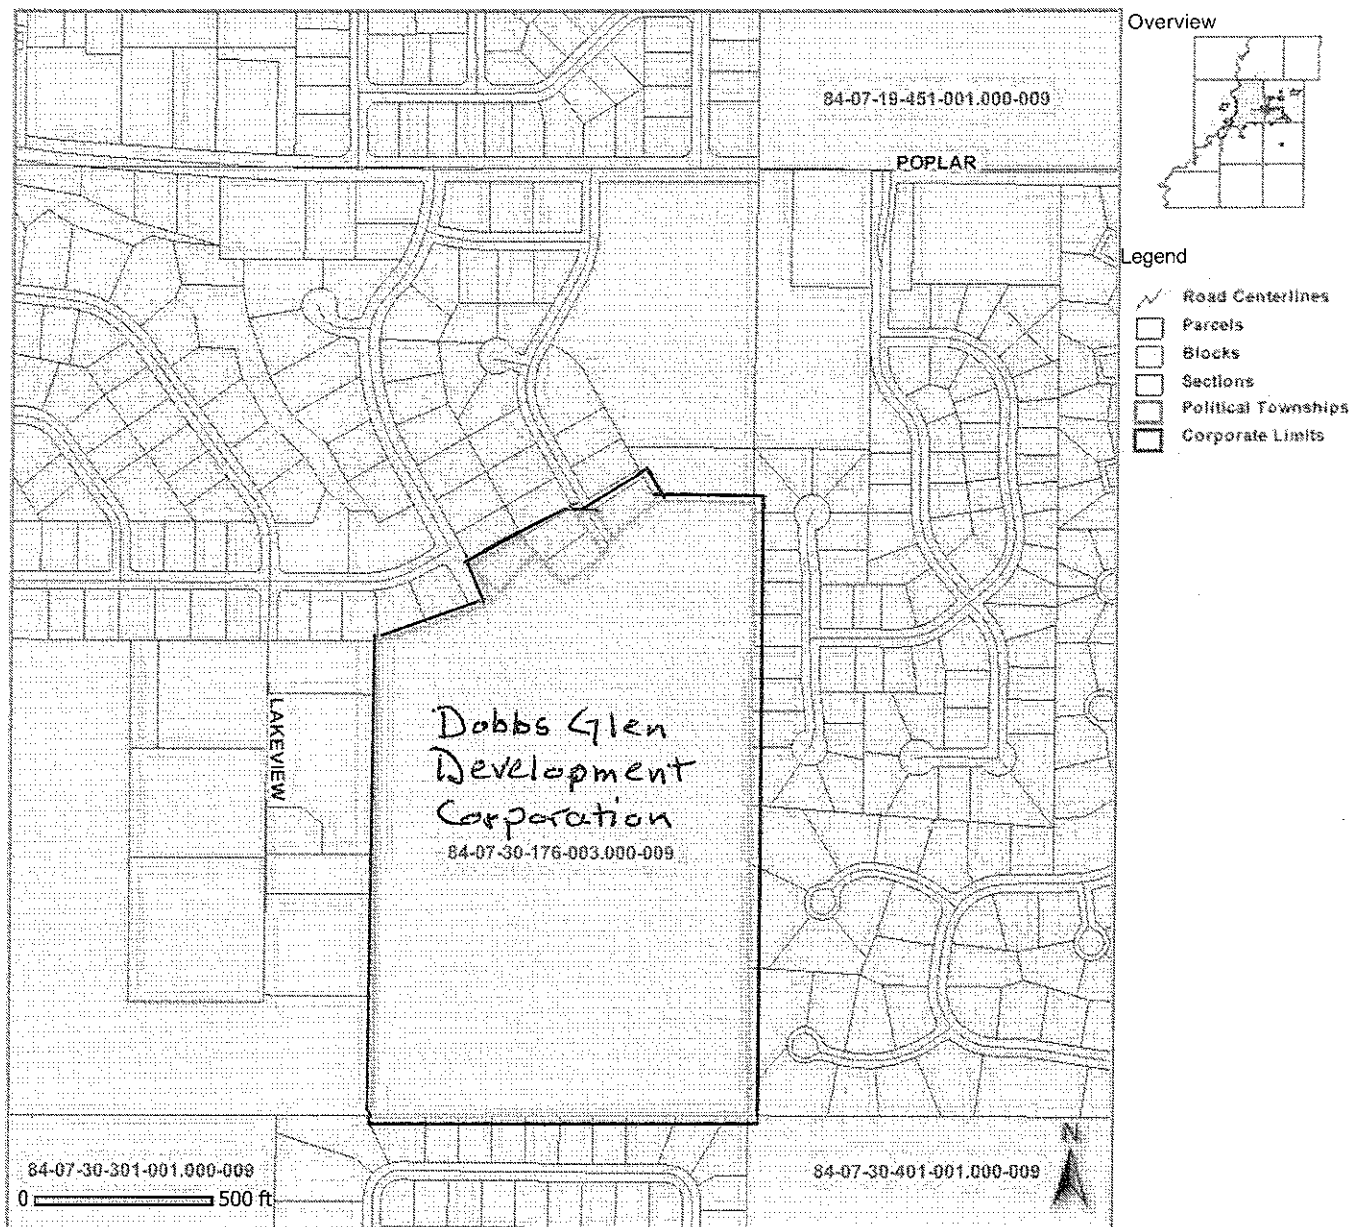 Overview
84-07-19-451-001.000-009
POPLAR
Legend
Road Centerlines
Parcels
Blocks
Sections
Political Townships
Corporate Limits
LAKEVIEW
Dobbs Glen
Development
Corporation
84-07-30-176-003.000-009
N
84-07-30-301-001.000-009
84-07-30-401-001.000-009
0 500 ft